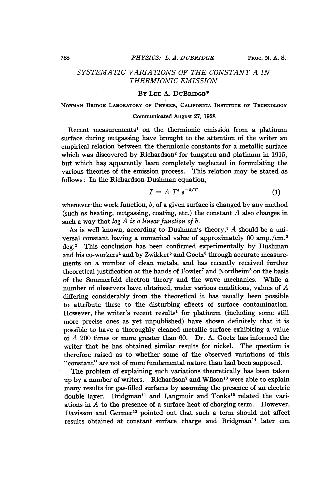 788 PHYSICS: L. A. DUBRIDGE PROC. N. A. S.
SYSTEMATIC VARIATIONS OF THE CONSTANT A IN
THERMIONIC EMISSION
BY LEE A. DUBRIDGE*
NORMAN BRIDGE LABORATORY OF PHYSICS, CALIFORNIA INSTITUTE OF TECHNOLOGY
Communicated August 27, 1928
Recent measurements¹ on the thermionic emission from a platinum
surface during outgassing have brought to the attention of the writer an
empirical relation between the thermionic constants for a metallic surface
which was discovered by Richardson² for tungsten and platinum in 1915,
but which has apparently been completely neglected in formulating the
various theories of the emission process. This relation may be stated as
follows: In the Richardson-Dushman equation,
I = A T² e^{-b/T} (1)
whenever the work function, b, of a given surface is changed by any method
(such as heating, outgassing, coating, etc.) the constant A also changes in
such a way that log A is a linear function of b.
As is well known, according to Dushman's theory,³ A should be a uni-
versal constant having a numerical value of approximately 60 amp./cm.²
deg.² This conclusion has been confirmed experimentally by Dushman
and his co-workers⁴ and by Zwikker⁵ and Goetz⁶ through accurate measure-
ments on a number of clean metals, and has recently received further
theoretical justification at the hands of Fowler⁷ and Nordheim⁸ on the basis
of the Sommerfeld electron theory and the wave mechanics. While a
number of observers have obtained, under various conditions, values of A
differing considerably from the theoretical it has usually been possible
to attribute these to the disturbing effects of surface contamination.
However, the writer's recent results¹ for platinum (including some still
more precise ones as yet unpublished) have shown definitely that it is
possible to have a thoroughly cleaned metallic surface exhibiting a value
of A 200 times or more greater than 60. Dr. A. Goetz has informed the
writer that he has obtained similar results for nickel. The question is
therefore raised as to whether some of the observed variations of this
"constant" are not of more fundamental nature than had been supposed.
The problem of explaining such variations theoretically has been taken
up by a number of writers. Richardson⁹ and Wilson¹⁰ were able to explain
many results for gas-filled surfaces by assuming the presence of an electric
double layer. Bridgman¹¹ and Langmuir and Tonks¹² related the vari-
ations in A to the presence of a surface heat of charging term. However,
Davisson and Germer¹³ pointed out that such a term should not affect
results obtained at constant surface charge and Bridgman¹⁴ later con